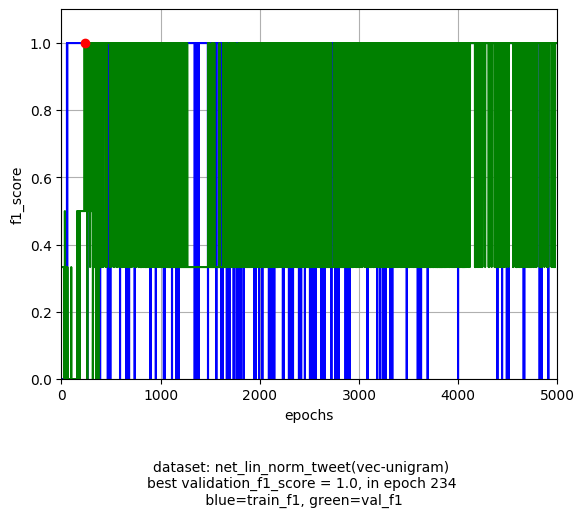 1.0
0.8
0.6
0.4
0.2
0.0
f1_score
0 1000 2000 3000 4000 5000
epochs
dataset: net_lin_norm_tweet(vec-unigram)
best validation_f1_score = 1.0, in epoch 234
blue=train_f1, green=val_f1